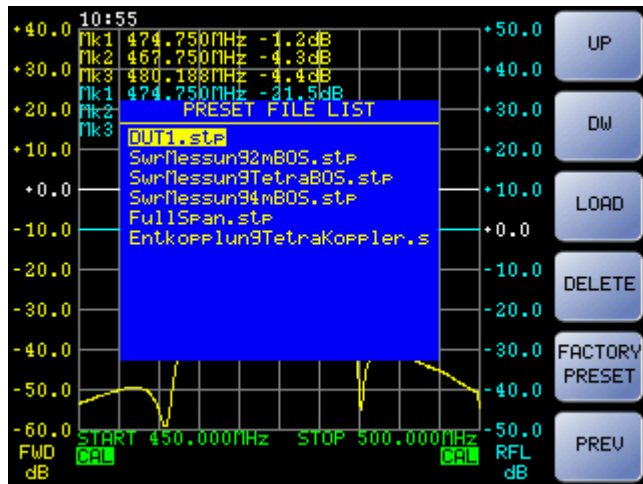 10:55
+40.0 Mk1 474.750MHz -1.2dB +50.0
Mk2 467.750MHz -4.3dB
+30.0 Mk3 480.188MHz -4.4dB +40.0
Mk1 474.750MHz -21.5dB
+20.0 Mk2 +30.0
Mk3
+10.0 +20.0
+0.0 +10.0
-10.0 +0.0
-20.0 -10.0
-30.0 -20.0
-40.0 -30.0
-50.0 -40.0
-60.0 -50.0
PRESET FILE LIST
DUT1.stp
SwrMessun92mBOS.stp
SwrMessun9TetraBOS.stp
SwrMessun94mBOS.stp
FullSpan.stp
Entkopplun9TetraKoppler.s
START 450.000MHz STOP 500.000MHz
FWD CAL CAL RFL
dB dB
UP
DW
LOAD
DELETE
FACTORY
PRESET
PREV